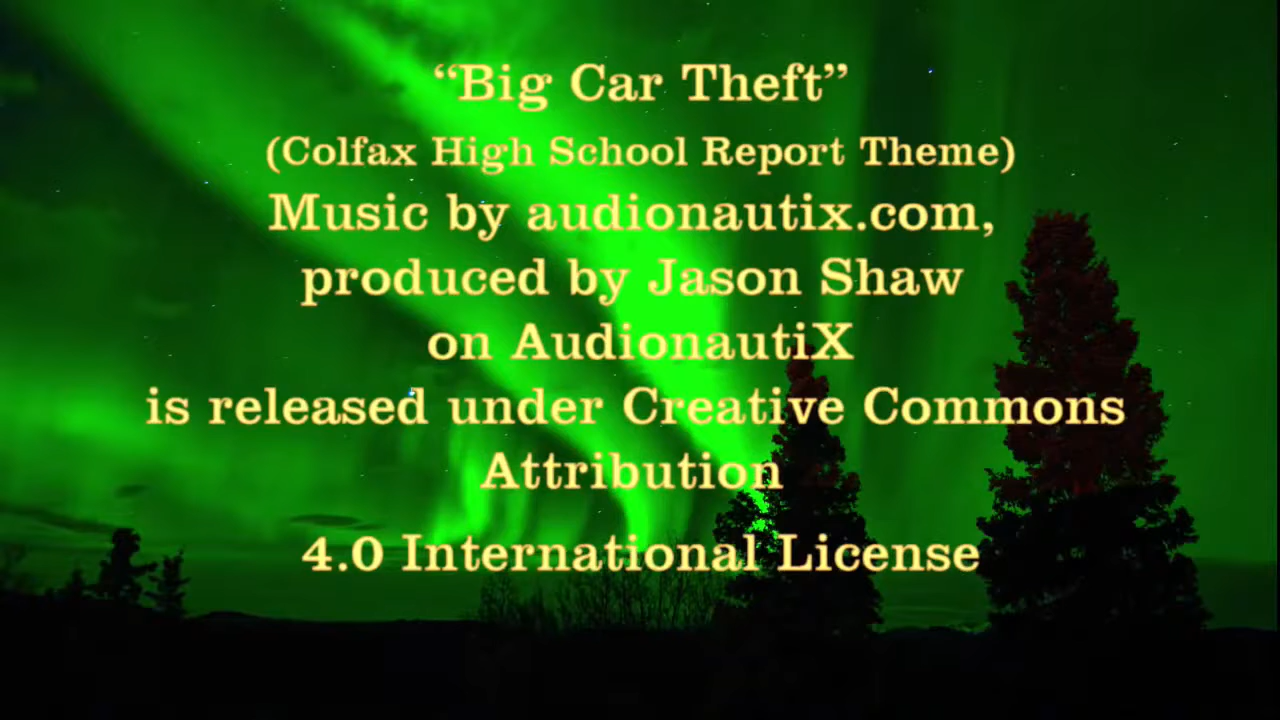 “Big Car Theft”
(Colfax High School Report Theme)
Music by audionautix.com,
produced by Jason Shaw
on AudionautiX
is released under Creative Commons
Attribution
4.0 International License